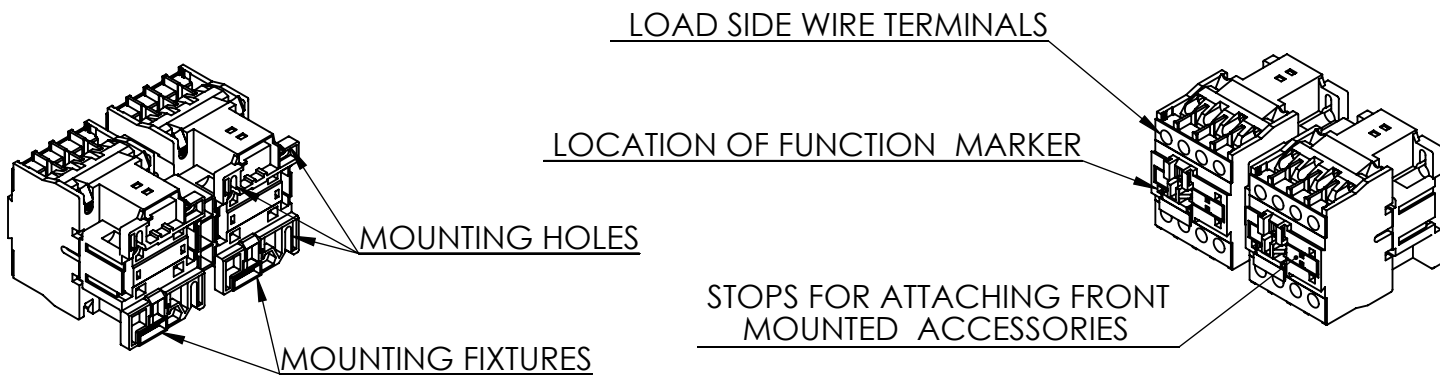 LOAD SIDE WIRE TERMINALS
LOCATION OF FUNCTION  MARKER
MOUNTING HOLES
STOPS FOR ATTACHING FRONT
MOUNTED  ACCESSORIES
MOUNTING FIXTURES